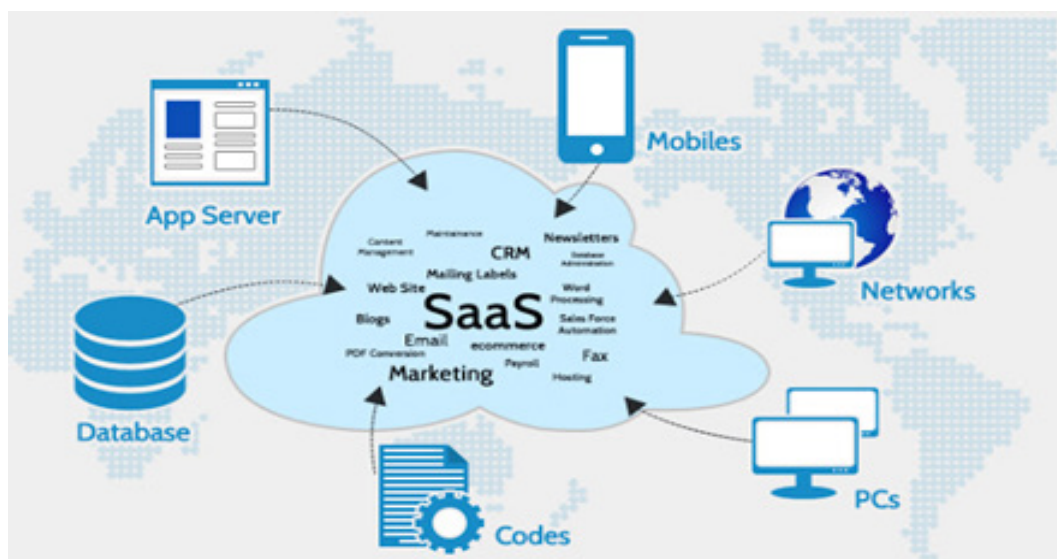 Mobiles
App Server
Networks
Database
PCs
Codes
Content
Management
Maintenance
CRM
Newsletters
Database
Administration
Mailing Labels
Web Site
Word
Processing
SaaS
Blogs
Sales Force
Automation
Email
ecommerce
PDF Conversion
Payroll
Fax
Marketing
Hosting